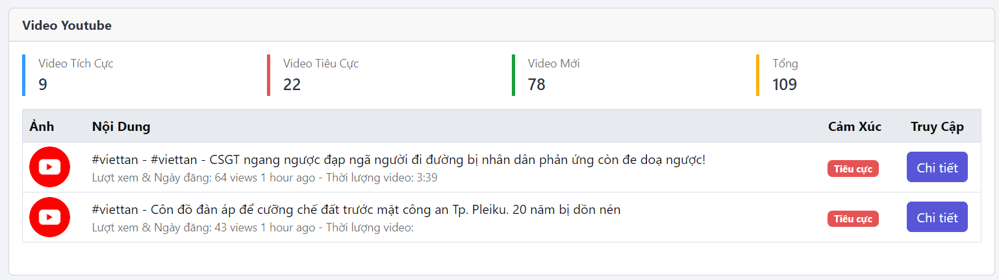 Video Youtube
Video Tích Cực
9
Video Tiêu Cực
22
Video Mới
78
Tổng
109
Ảnh Nội Dung Cảm Xúc Truy Cập
#viettan - #viettan - CSGT ngang ngược đạp ngã người đi đường bị nhân dân phản ứng còn đe doạ ngược!
Lượt xem & Ngày đăng: 64 views 1 hour ago - Thời lượng video: 3:39
Tiêu cực
Chi tiết
#viettan - Côn đồ đàn áp để cưỡng chế đất trước mặt công an Tp. Pleiku. 20 năm bị dồn nén
Lượt xem & Ngày đăng: 43 views 1 hour ago - Thời lượng video:
Tiêu cực
Chi tiết